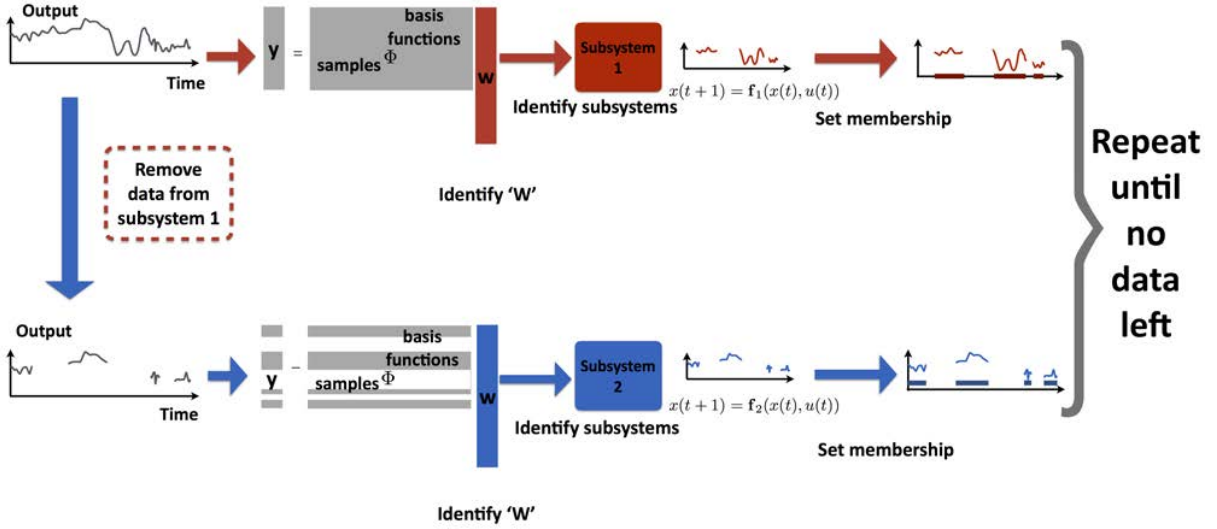 Output
Time
y = samples Φ
basis
functions
w
Identify ‘W’
Subsystem
1
Identify subsystems
x(t + 1) = f₁(x(t), u(t))
Set membership
Remove
data from
subsystem 1
Repeat
until
no
data
left
Output
Time
y – samples Φ
basis
functions
w
Identify ‘W’
Subsystem
2
Identify subsystems
x(t + 1) = f₂(x(t), u(t))
Set membership